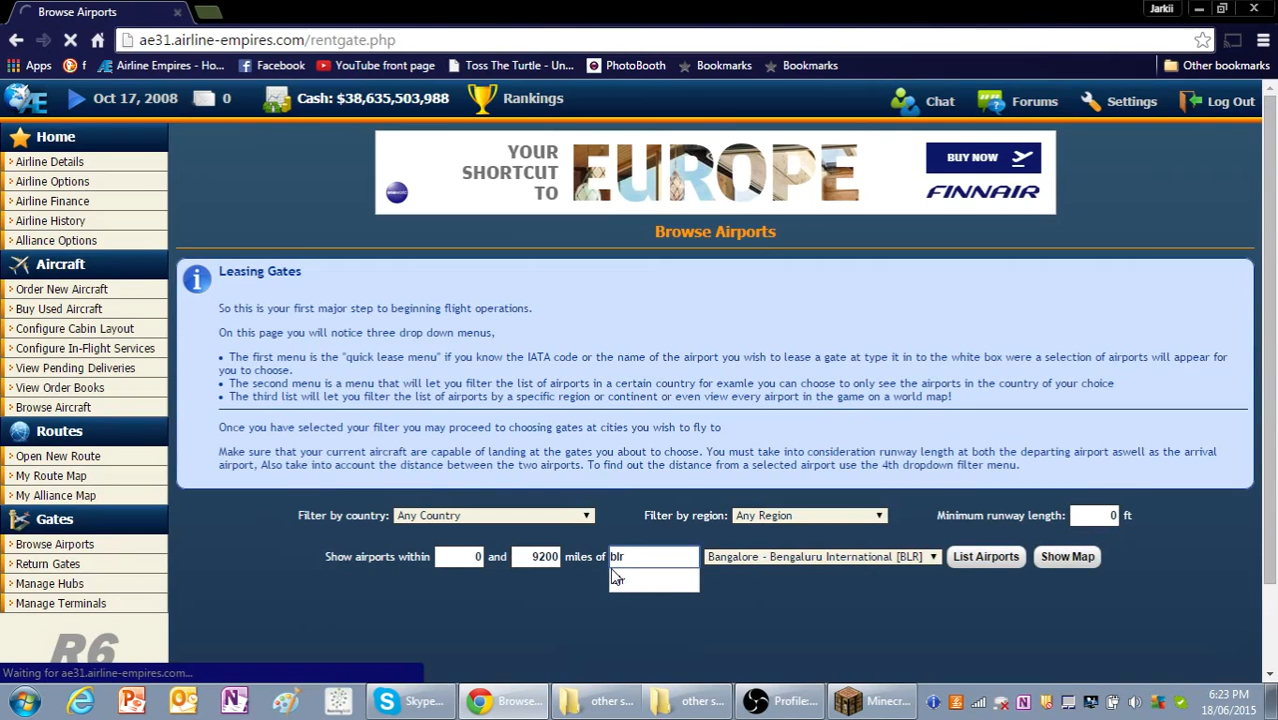 Browse Airports
Jarkii
ae31.airline-empires.com/rentgate.php
Apps
f
Airline Empires - Ho...
Facebook
YouTube front page
Toss The Turtle - Un...
PhotoBooth
Bookmarks
Bookmarks
Other bookmarks
AE
Oct 17, 2008
0
Cash: $38,635,503,988
Rankings
Chat
Forums
Settings
Log Out
Home
Airline Details
Airline Options
Airline Finance
Airline History
Alliance Options
Aircraft
Order New Aircraft
Buy Used Aircraft
Configure Cabin Layout
Configure In-Flight Services
View Pending Deliveries
View Order Books
Browse Aircraft
Routes
Open New Route
My Route Map
My Alliance Map
Gates
Browse Airports
Return Gates
Manage Hubs
Manage Terminals
R6
YOUR
SHORTCUT
TO
EUROPE
BUY NOW
FINNAIR
oneworld
Browse Airports
Leasing Gates
So this is your first major step to beginning flight operations.
On this page you will notice three drop down menus,
• The first menu is the "quick lease menu" if you know the IATA code or the name of the airport you wish to lease a gate at type it in to the white box were a selection of airports will appear for
you to choose.
• The second menu is a menu that will let you filter the list of airports in a certain country for examle you can choose to only see the airports in the country of your choice
• The third list will let you filter the list of airports by a specific region or continent or even view every airport in the game on a world map!
Once you have selected your filter you may proceed to choosing gates at cities you wish to fly to
Make sure that your current aircraft are capable of landing at the gates you about to choose. You must take into consideration runway length at both the departing airport aswell as the arrival
airport, Also take into account the distance between the two airports. To find out the distance from a selected airport use the 4th dropdown filter menu.
Filter by country: Any Country
Filter by region: Any Region
Minimum runway length: 0 ft
Show airports within 0 and 9200 miles of blr
Bangalore - Bengaluru International [BLR]
List Airports
Show Map
Waiting for ae31.airline-empires.com...
Skype...
Browse...
other s...
other s...
Profile:...
Minecr...
6:23 PM
18/06/2015